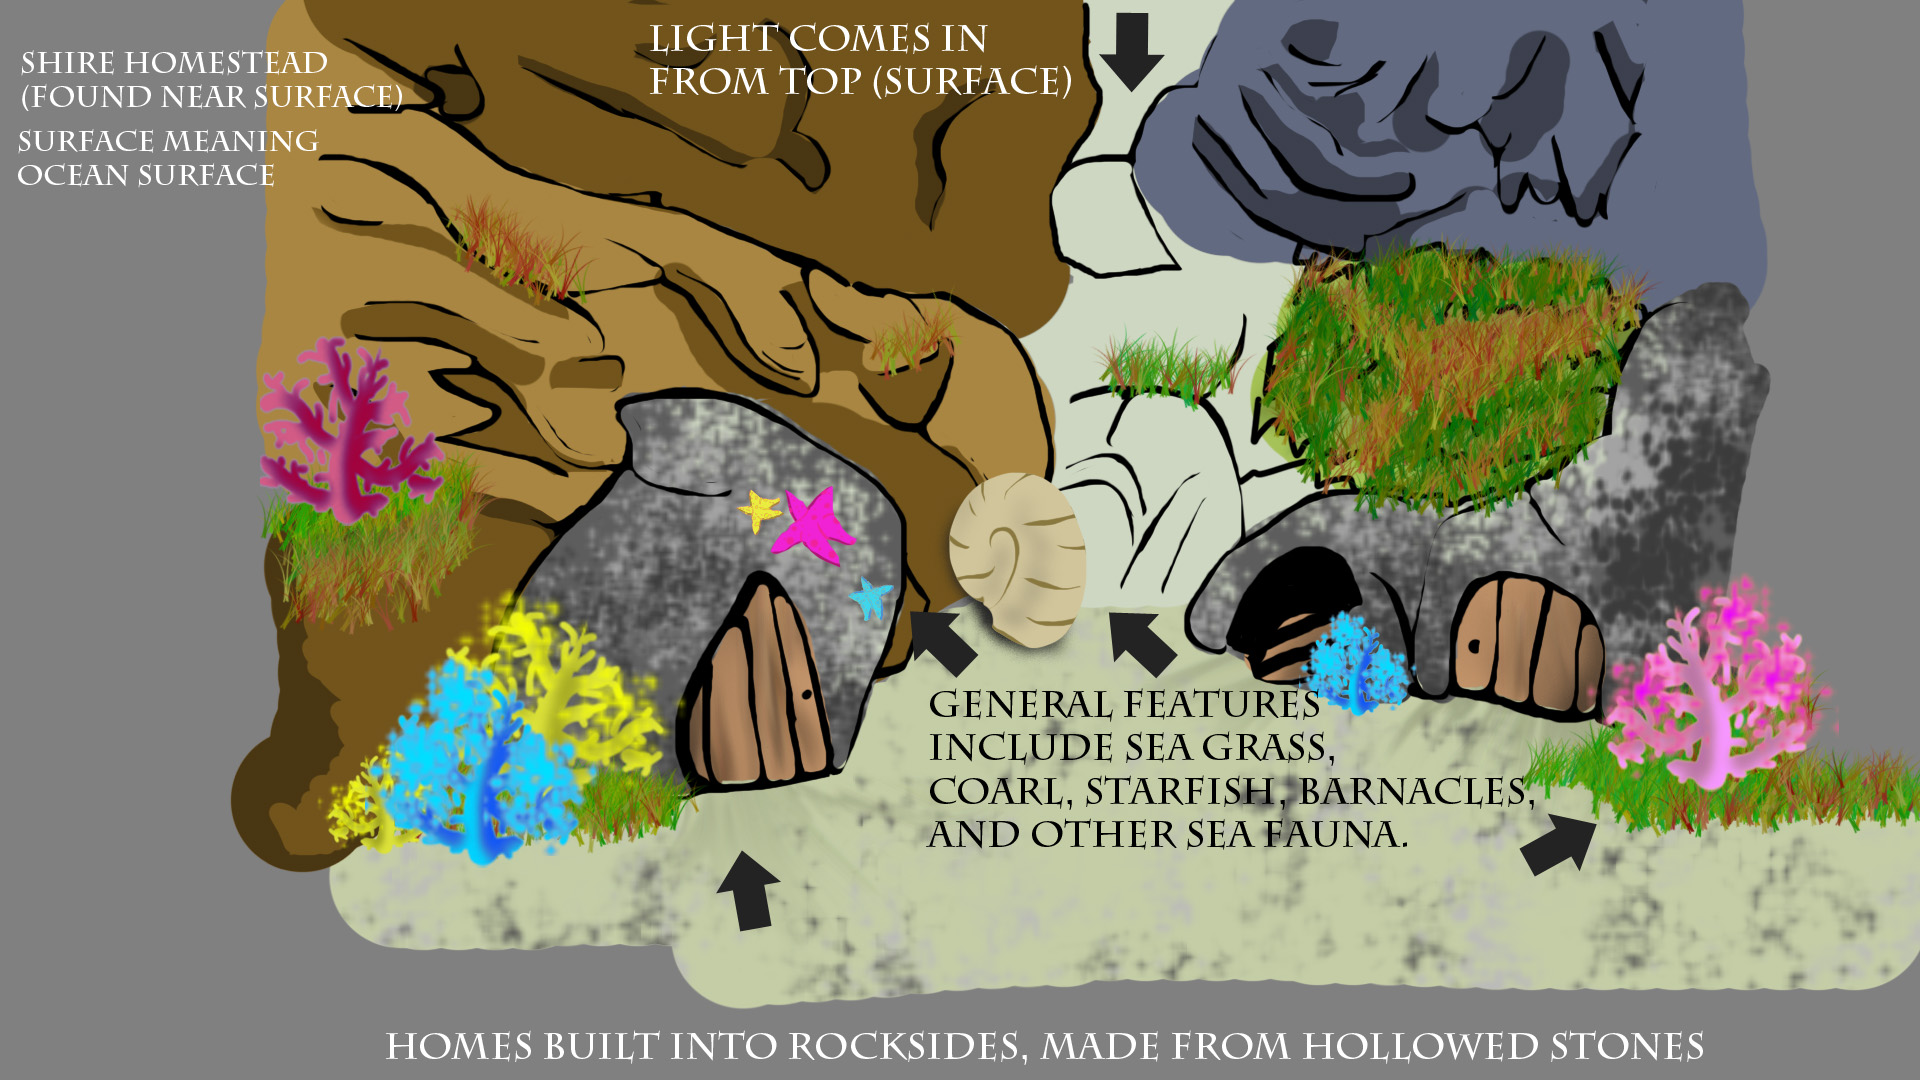 SHIRE HOMESTEAD
(FOUND NEAR SURFACE)
SURFACE MEANING
OCEAN SURFACE
LIGHT COMES IN
FROM TOP (SURFACE)
GENERAL FEATURES
INCLUDE SEA GRASS,
COARL, STARFISH, BARNACLES,
AND OTHER SEA FAUNA.
HOMES BUILT INTO ROCKSIDES, MADE FROM HOLLOWED STONES